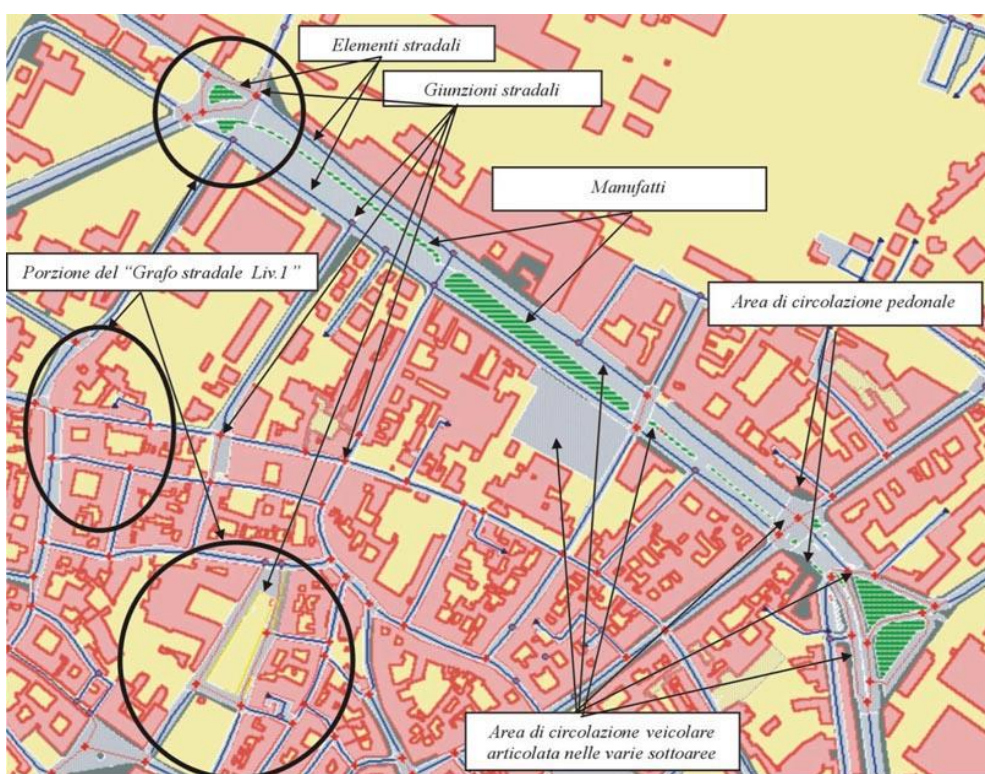 Elementi stradali
Giunzioni stradali
Manufatti
Porzione del “Grafo stradale Liv.1”
Area di circolazione pedonale
Area di circolazione veicolare
articolata nelle varie sottoaree